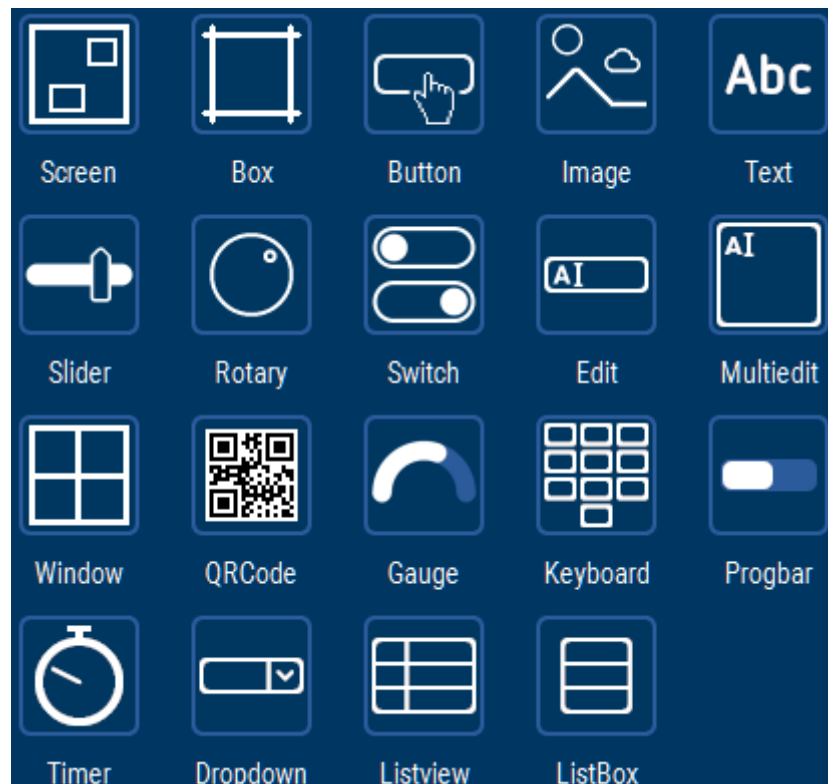 Abc
Screen Box Button Image Text
AI AI
Slider Rotary Switch Edit Multiedit
Window QRCode Gauge Keyboard Progbar
Timer Dropdown Listview ListBox